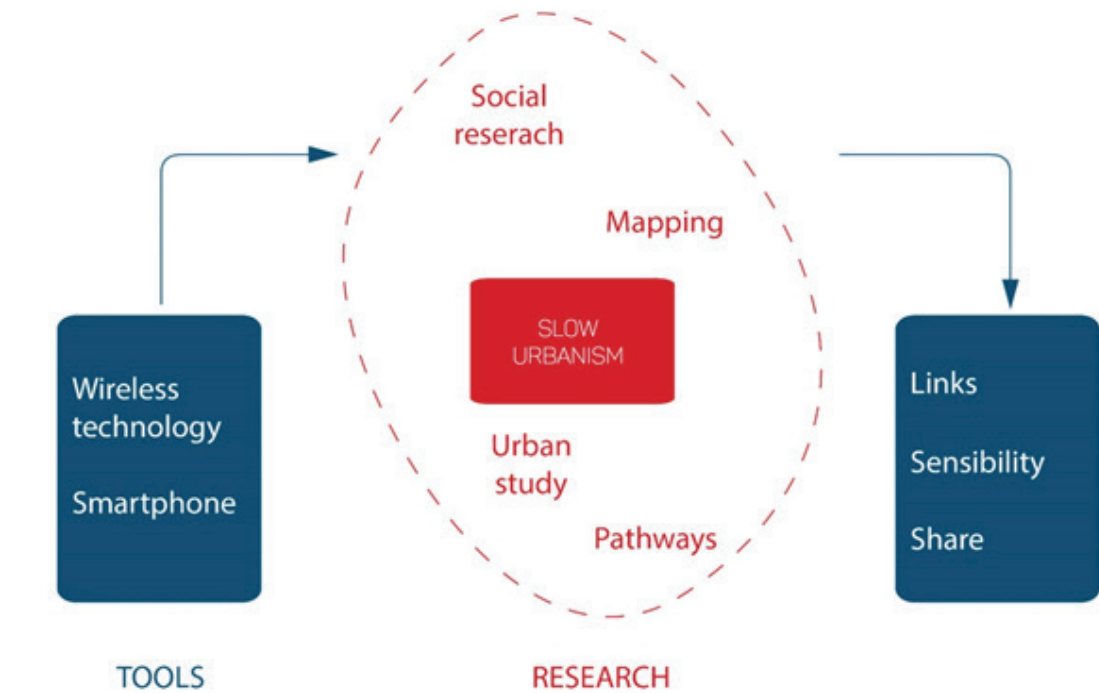 Social
reserach
Mapping
SLOW
URBANISM
Urban
study
Pathways
Wireless
technology
Smartphone
Links
Sensibility
Share
TOOLS
RESEARCH